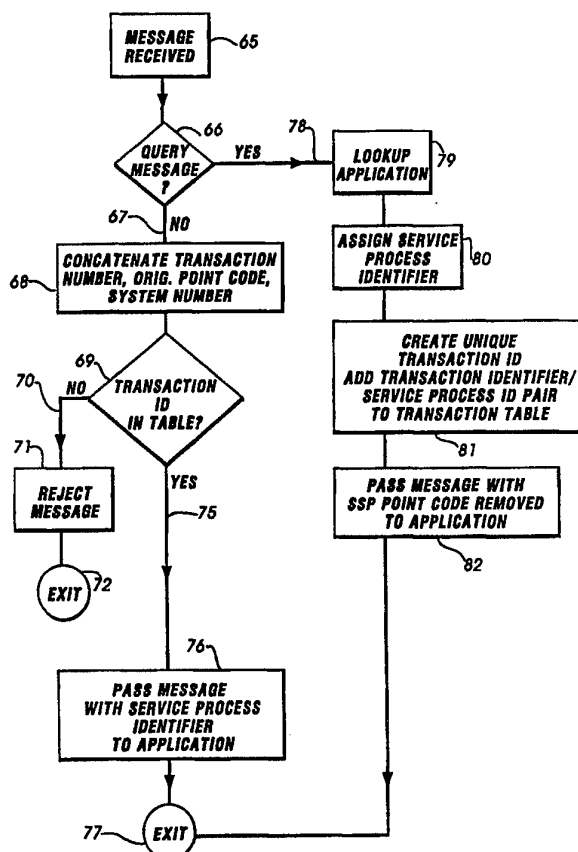 MESSAGE
RECEIVED
65
66
QUERY
MESSAGE
?
YES
78
LOOKUP
APPLICATION
79
67
NO
CONCATENATE TRANSACTION
NUMBER, ORIG. POINT CODE,
SYSTEM NUMBER
68
ASSIGN SERVICE
PROCESS
IDENTIFIER
80
CREATE UNIQUE
TRANSACTION ID
ADD TRANSACTION IDENTIFIER/
SERVICE PROCESS ID PAIR
TO TRANSACTION TABLE
81
69
TRANSACTION
ID
IN TABLE?
70
NO
71
REJECT
MESSAGE
EXIT
72
YES
75
PASS MESSAGE WITH
SSP POINT CODE REMOVED
TO APPLICATION
82
76
PASS MESSAGE
WITH SERVICE PROCESS
IDENTIFIER
TO APPLICATION
77
EXIT